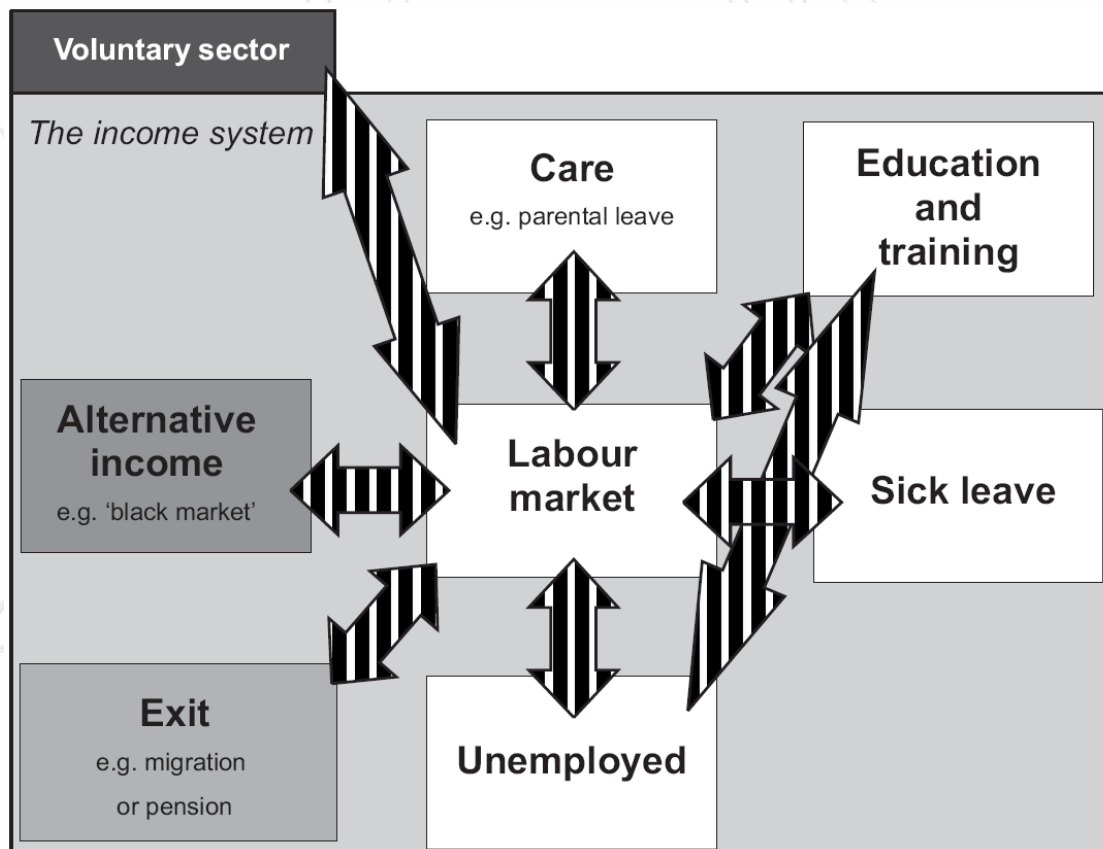 Voluntary sector
The income system
Care
e.g. parental leave
Education
and
training
Alternative
income
e.g. ‘black market’
Labour
market
Sick leave
Exit
e.g. migration
or pension
Unemployed